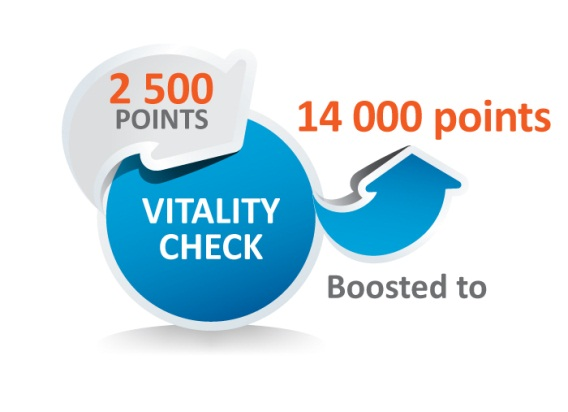 2 500
POINTS
VITALITY
CHECK
Boosted to
14 000 points